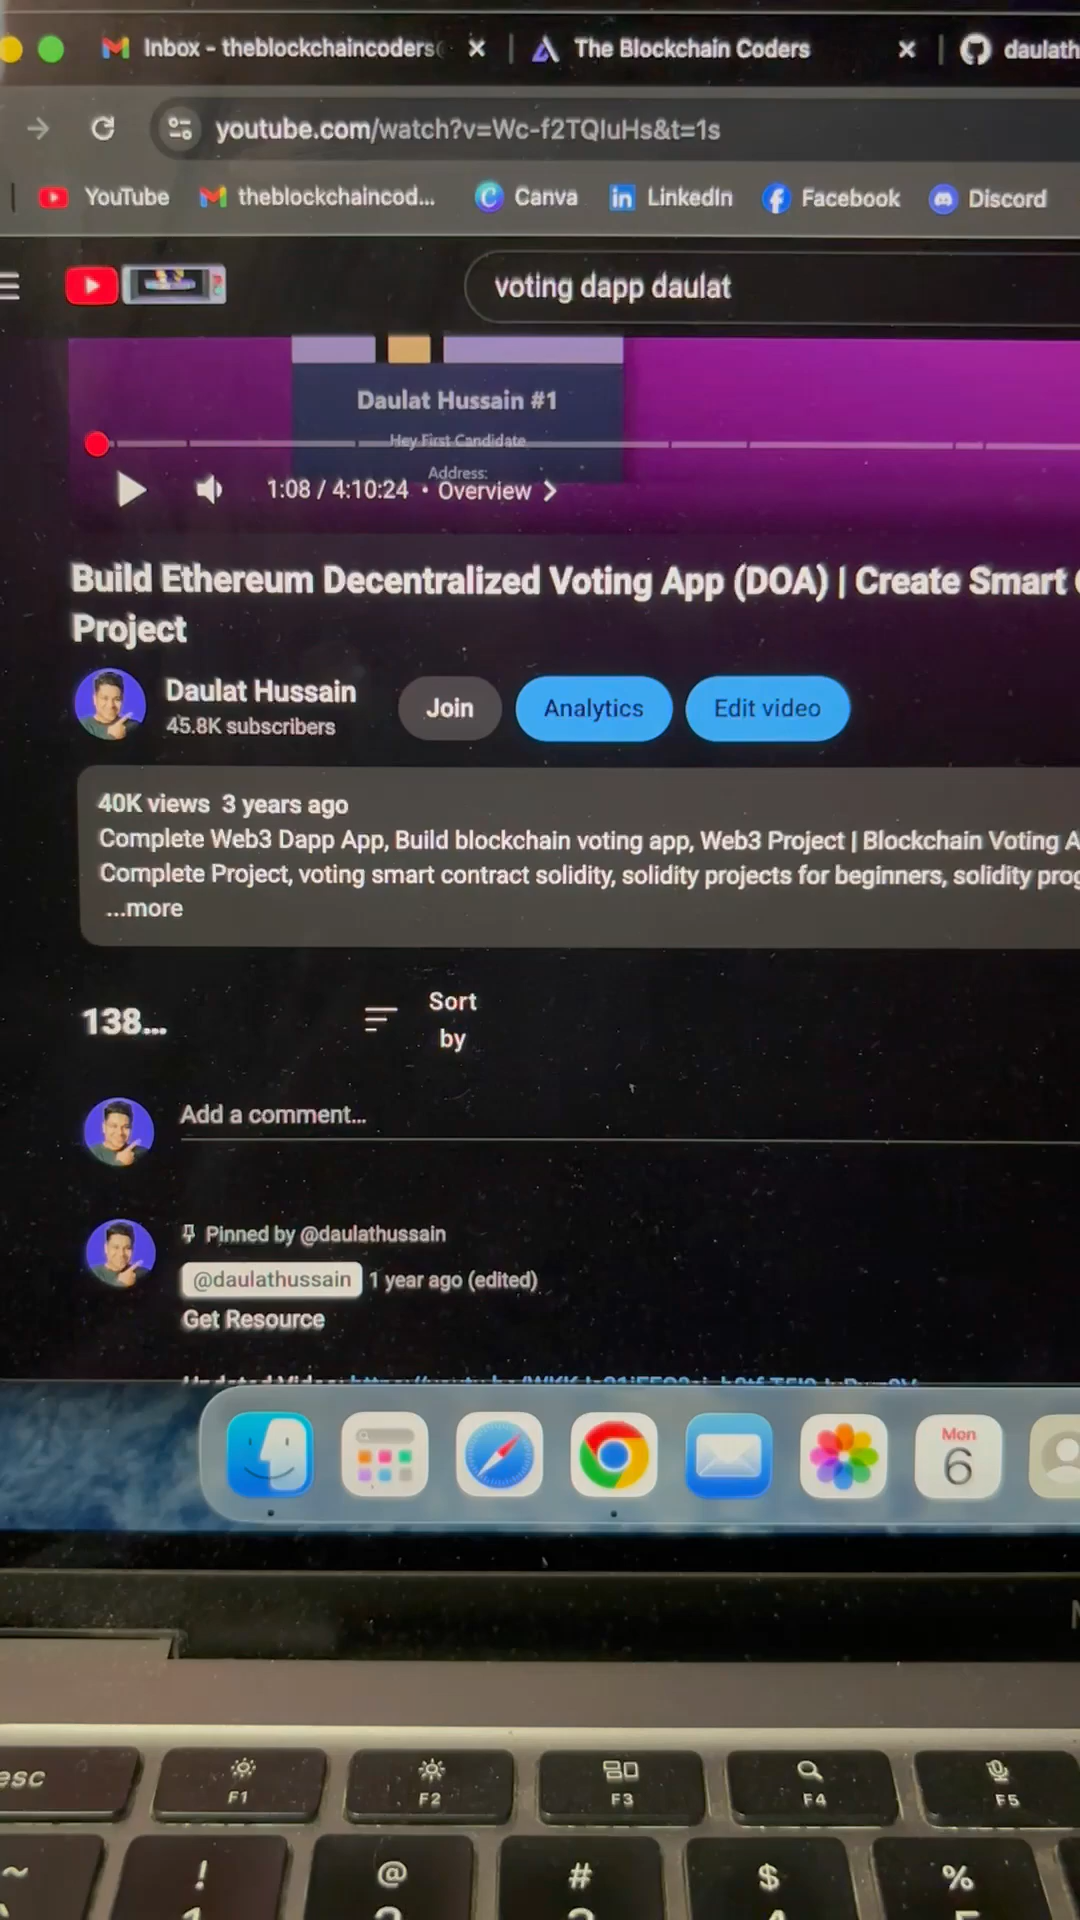 Inbox - theblockchaincoders
The Blockchain Coders
daulath
youtube.com/watch?v=Wc-f2TQIuHs&t=1s
YouTube
theblockchaincod...
Canva
LinkedIn
Facebook
Discord
voting dapp daulat
Daulat Hussain #1
Hey First Candidate
Address:
1:08 / 4:10:24 • Overview
Build Ethereum Decentralized Voting App (DOA) | Create Smart
Project
Daulat Hussain
45.8K subscribers
Join
Analytics
Edit video
40K views 3 years ago
Complete Web3 Dapp App, Build blockchain voting app, Web3 Project | Blockchain Voting A
Complete Project, voting smart contract solidity, solidity projects for beginners, solidity prog
...more
138...
Sort
by
Add a comment...
Pinned by @daulathussain
@daulathussain 1 year ago (edited)
Get Resource
Mon
6
esc
F1
F2
F3
F4
F5
~
!
@
#
$
%